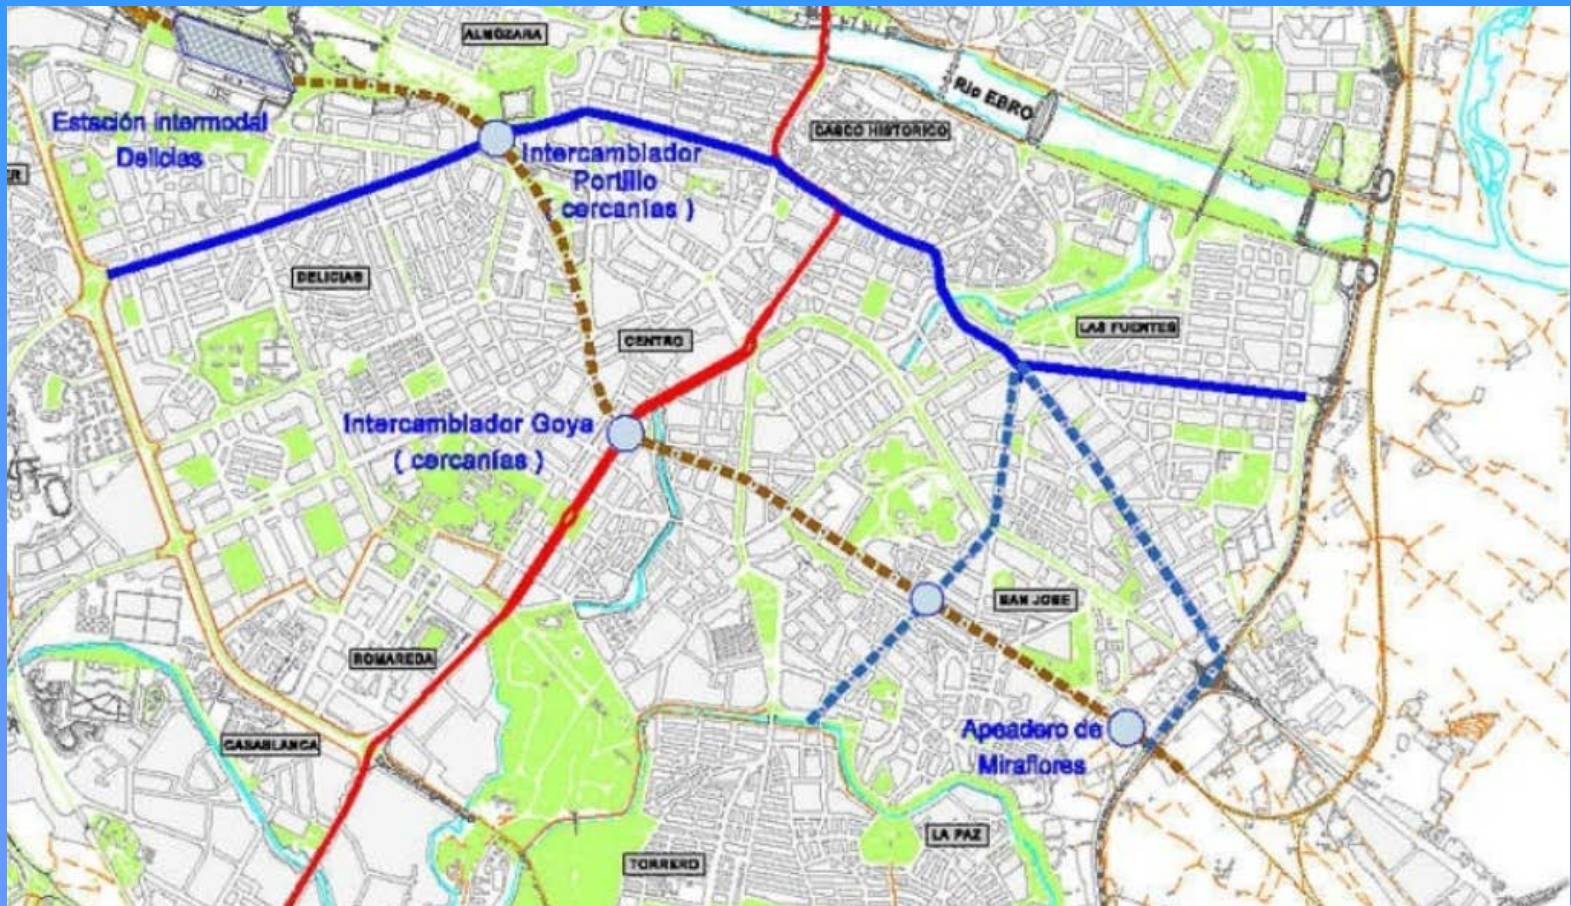 ALMOZARA
Río EBRO
CASCO HISTORICO
Estación intermodal
Delicias
Intercambiador
Portillo
( cercanías )
ER
DELICIAS
LAS FUENTES
CENTRO
Intercambiador Goya
( cercanías )
SAN JOSE
ROMAREDA
CASABLANCA
Apeadero de
Miraflores
LA PAZ
TORRERO